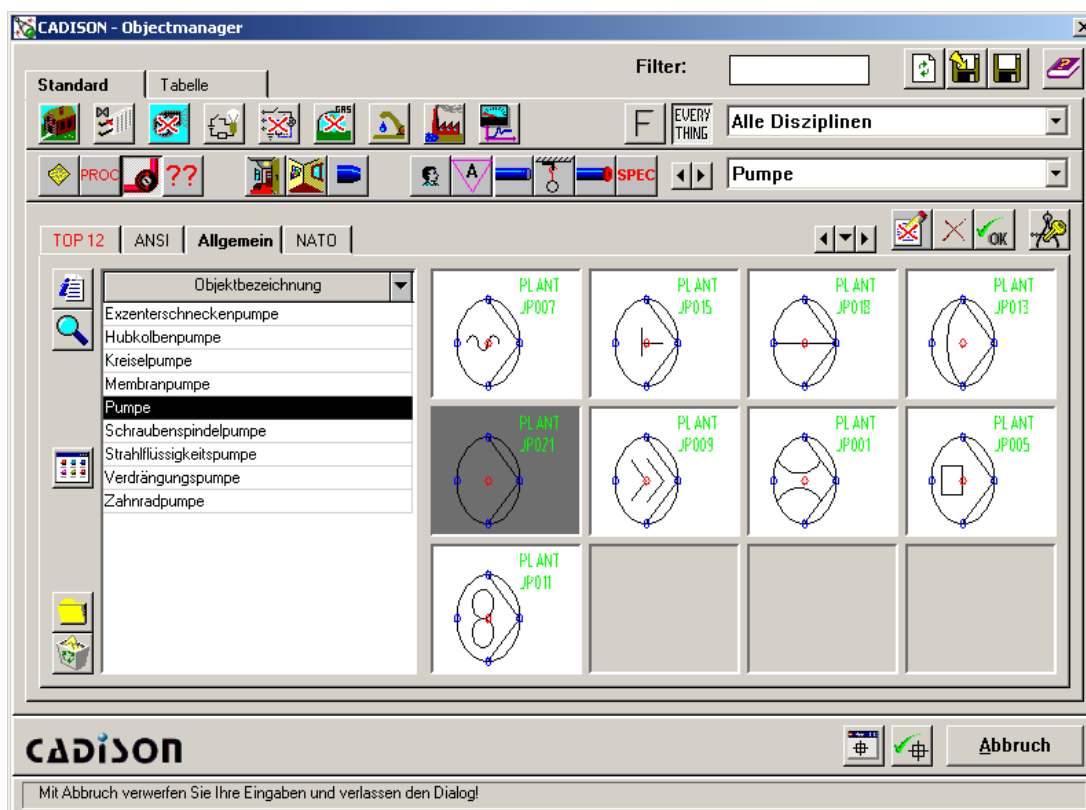 CADISON - Objectmanager
Filter:
Standard
Tabelle
GAS
F
EVERY
THING
Alle Disziplinen
PROC
??
A
SPEC
Pumpe
TOP 12
ANSI
Allgemein
NATO
OK
Objektbezeichnung
Exzenterschneckenpumpe
Hubkolbenpumpe
Kreiselpumpe
Membranpumpe
Pumpe
Schraubenspindelpumpe
Strahlflüssigkeitspumpe
Verdrängungspumpe
Zahnradpumpe
PLANT
JP007
PLANT
JP015
PLANT
JP018
PLANT
JP013
PLANT
JP021
PLANT
JP009
PLANT
JP001
PLANT
JP005
PLANT
JP011
CADISON
Abbruch
Mit Abbruch verwerfen Sie Ihre Eingaben und verlassen den Dialog!